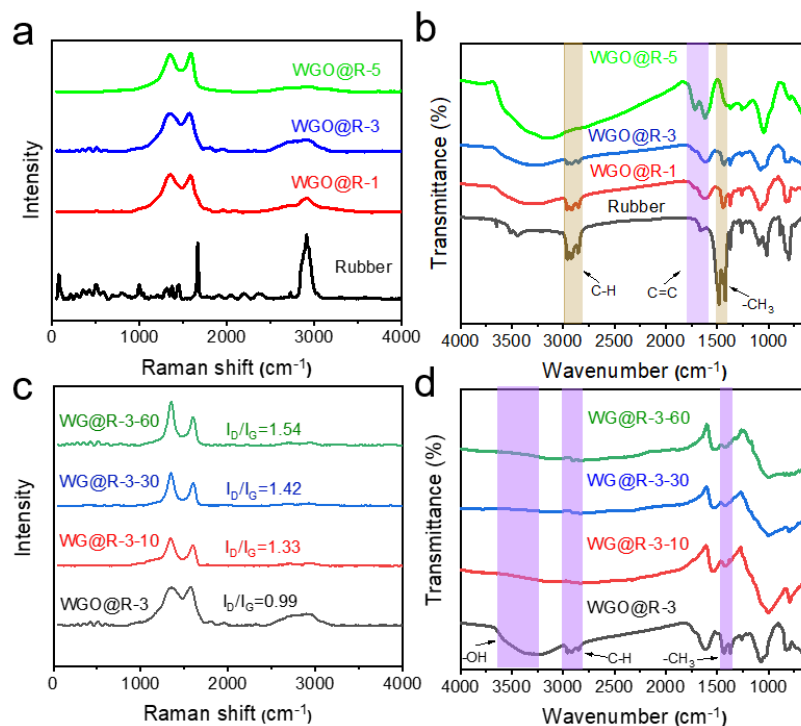 a
WGO@R-5
WGO@R-3
WGO@R-1
Rubber
Intensity
0 1000 2000 3000 4000
Raman shift (cm⁻¹)
b
WGO@R-5
WGO@R-3
WGO@R-1
Rubber
C-H
C=C
-CH₃
Transmittance (%)
4000 3500 3000 2500 2000 1500 1000
Wavenumber (cm⁻¹)
c
WG@R-3-60
I_D/I_G=1.54
WG@R-3-30
I_D/I_G=1.42
WG@R-3-10
I_D/I_G=1.33
WGO@R-3
I_D/I_G=0.99
Intensity
0 1000 2000 3000 4000
Raman shift (cm⁻¹)
d
WG@R-3-60
WG@R-3-30
WG@R-3-10
WGO@R-3
-OH
C-H
-CH₃
Transmittance (%)
4000 3500 3000 2500 2000 1500 1000
Wavenumber (cm⁻¹)